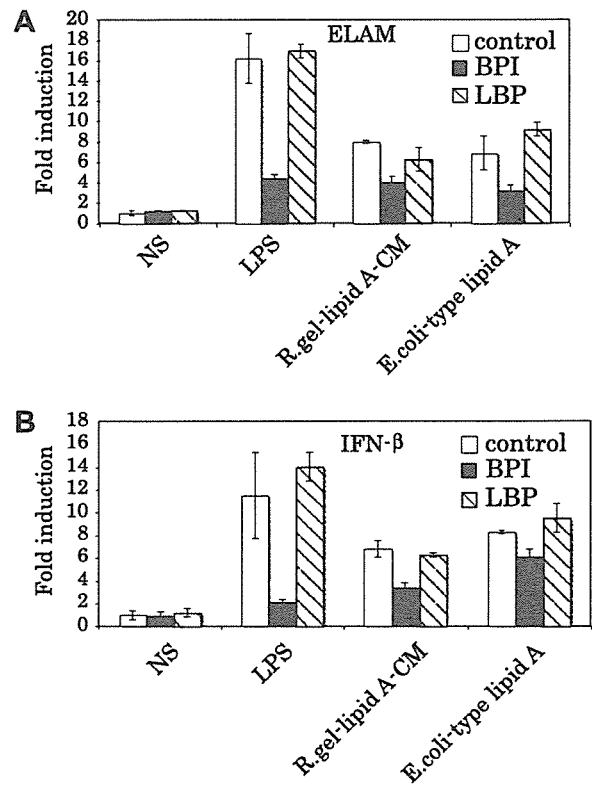 A
ELAM
control
BPI
LBP
Fold induction
20
18
16
14
12
10
8
6
4
2
0
NS
LPS
R.gel-lipid A-CM
E.coli-type lipid A
B
IFN-β
control
BPI
LBP
Fold induction
18
16
14
12
10
8
6
4
2
0
NS
LPS
R.gel-lipid A-CM
E.coli-type lipid A